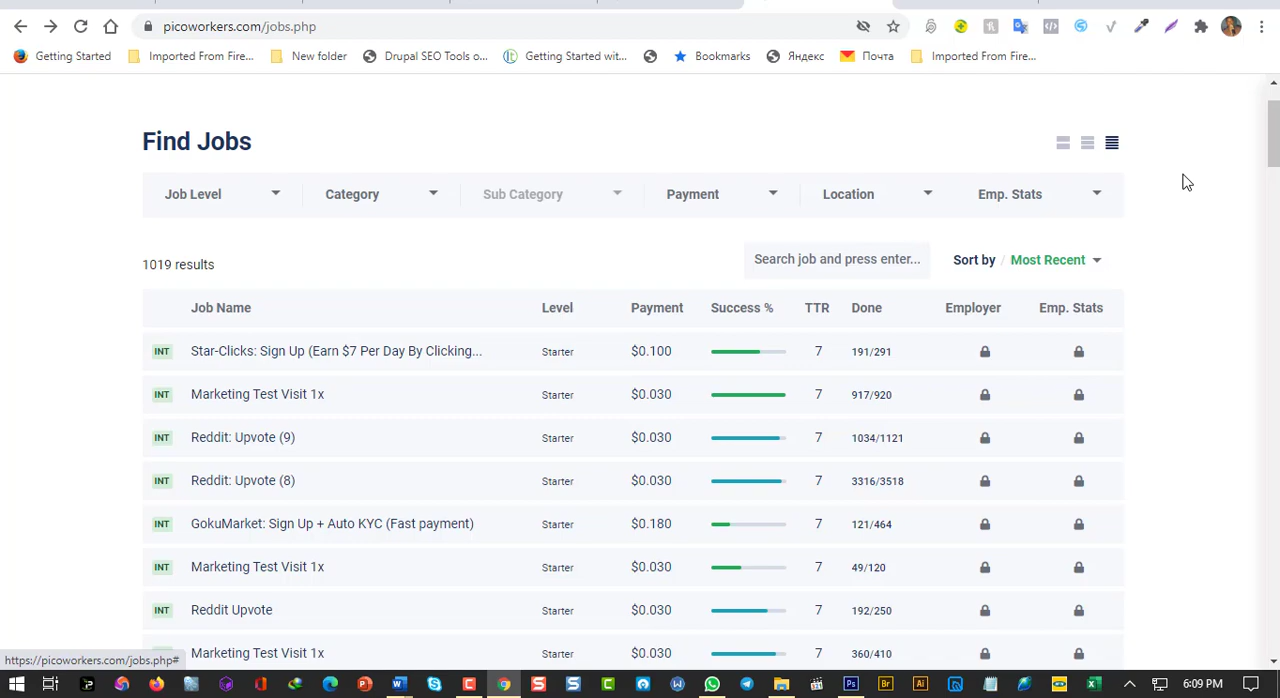 picoworkers.com/jobs.php
Getting Started Imported From Fire... New folder Drupal SEO Tools o... Getting Started wit... Bookmarks Яндекс Почта Imported From Fire...
Find Jobs
Job Level Category Sub Category Payment Location Emp. Stats
1019 results Search job and press enter... Sort by / Most Recent
Job Name Level Payment Success % TTR Done Employer Emp. Stats
INT Star-Clicks: Sign Up (Earn $7 Per Day By Clicking... Starter $0.100 7 191/291
INT Marketing Test Visit 1x Starter $0.030 7 917/920
INT Reddit: Upvote (9) Starter $0.030 7 1034/1121
INT Reddit: Upvote (8) Starter $0.030 7 3316/3518
INT GokuMarket: Sign Up + Auto KYC (Fast payment) Starter $0.180 7 121/464
INT Marketing Test Visit 1x Starter $0.030 7 49/120
INT Reddit Upvote Starter $0.030 7 192/250
INT Marketing Test Visit 1x Starter $0.030 7 360/410
https://picoworkers.com/jobs.php#
6:09 PM